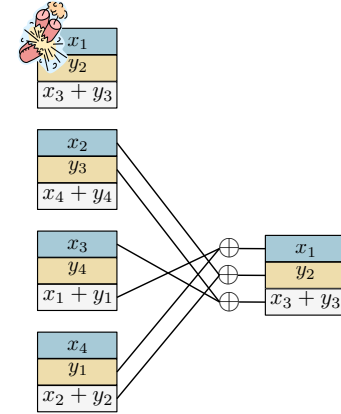 x₁
y₂
x₃ + y₃
x₂
y₃
x₄ + y₄
x₃
y₄
x₁ + y₁
x₄
y₁
x₂ + y₂
x₁
y₂
x₃ + y₃